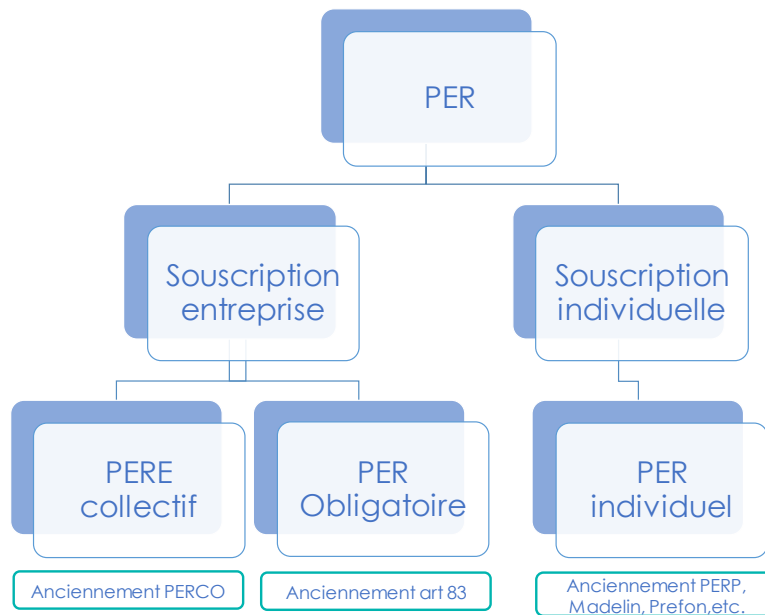 PER
Souscription
entreprise
Souscription
individuelle
PERE
collectif
PER
Obligatoire
PER
individuel
Anciennement PERCO
Anciennement art 83
Anciennement PERP,
Madelin, Prefon,etc.